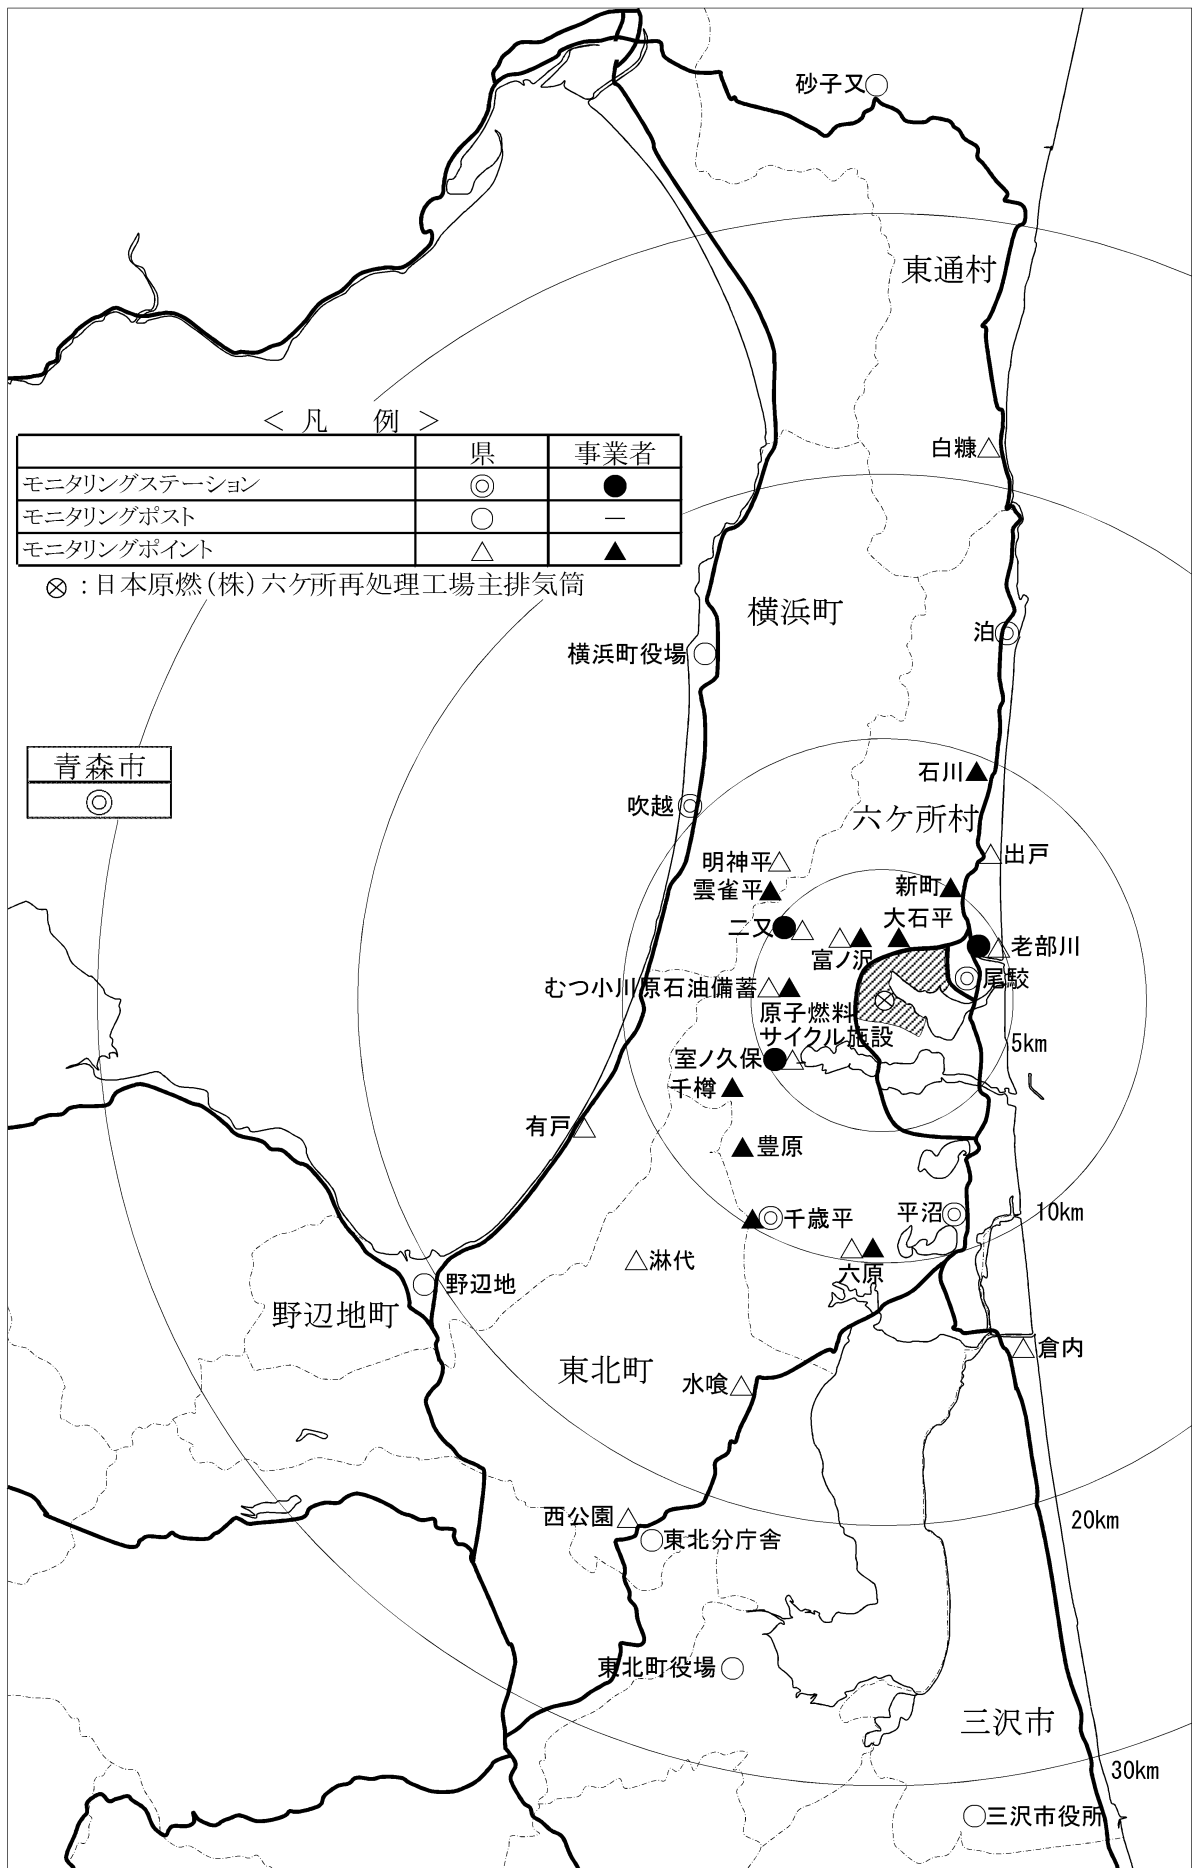 砂子又
東通村
＜ 凡　例 ＞
県
事業者
白糠
モニタリングステーション ◎ ●
モニタリングポスト ○ －
モニタリングポイント △ ▲
⊗：日本原燃(株)六ケ所再処理工場主排気筒
横浜町
泊
横浜町役場
青森市
石川
吹越
六ケ所村
明神平
出戸
雲雀平
新町
大石平
二又
富ノ沢
老部川
尾駮
むつ小川原石油備蓄
原子燃料
サイクル施設
5km
室ノ久保
千樽
有戸
豊原
千歳平
平沼
10km
淋代
六原
野辺地
野辺地町
倉内
東北町
水喰
西公園
20km
東北分庁舎
東北町役場
三沢市
30km
三沢市役所